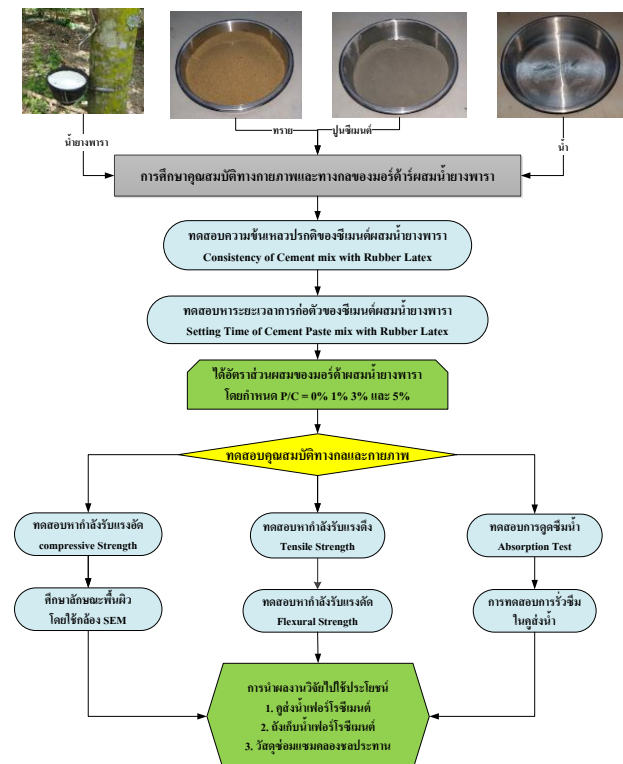 น้ำยางพารา
ทราย
ปูนซีเมนต์
น้ำ
การศึกษาคุณสมบัติทางกายภาพและทางกลของมอร์ต้าร์ผสมน้ำยางพารา
ทดสอบความข้นเหลวปรกติของซีเมนต์ผสมน้ำยางพารา
Consistency of Cement mix with Rubber Latex
ทดสอบหาระยะเวลาการก่อตัวของซีเมนต์ผสมน้ำยางพารา
Setting Time of Cement Paste mix with Rubber Latex
ได้อัตราส่วนผสมของมอร์ต้าผสมน้ำยางพารา
โดยกำหนด P/C = 0% 1% 3% และ 5%
ทดสอบคุณสมบัติทางกลและกายภาพ
ทดสอบหากำลังรับแรงอัด
compressive Strength
ทดสอบหากำลังรับแรงดึง
Tensile Strength
ทดสอบการดูดซึมน้ำ
Absorption Test
ศึกษาลักษณะพื้นผิว
โดยใช้กล้อง SEM
ทดสอบหากำลังรับแรงดัด
Flexural Strength
การทดสอบการรั่วซึม
ในคูส่งน้ำ
การนำผลงานวิจัยไปใช้ประโยชน์
1. คูส่งน้ำเฟอร์โรซีเมนต์
2. ถังเก็บน้ำเฟอร์โรซีเมนต์
3. วัสดุซ่อมแซมคลองชลประทาน